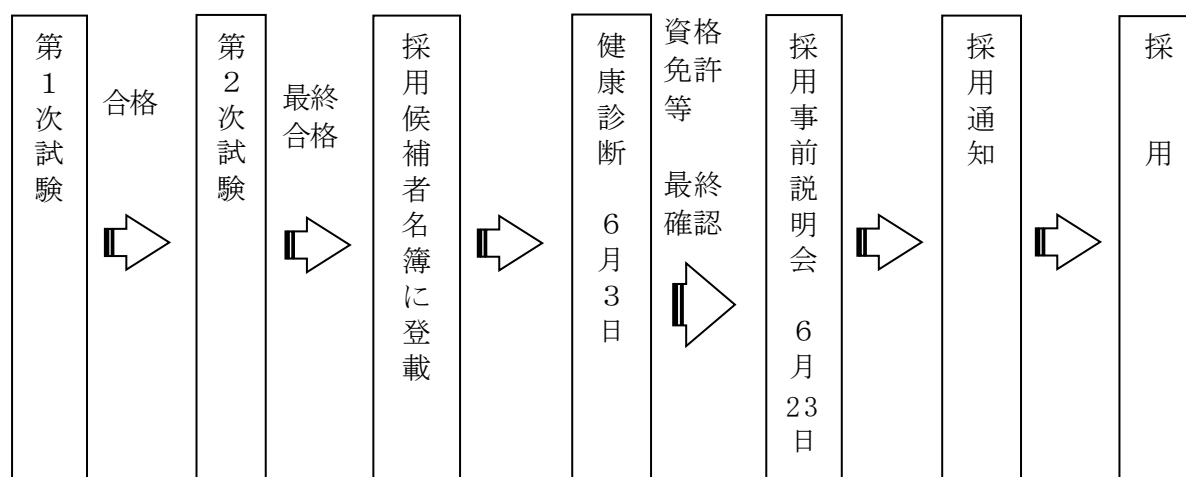 第１次試験
合格
第２次試験
最終
合格
採用候補者名簿に登載
健康診断　６月３日
資格
免許
等
最終
確認
採用事前説明会　６月23日
採用通知
採　用